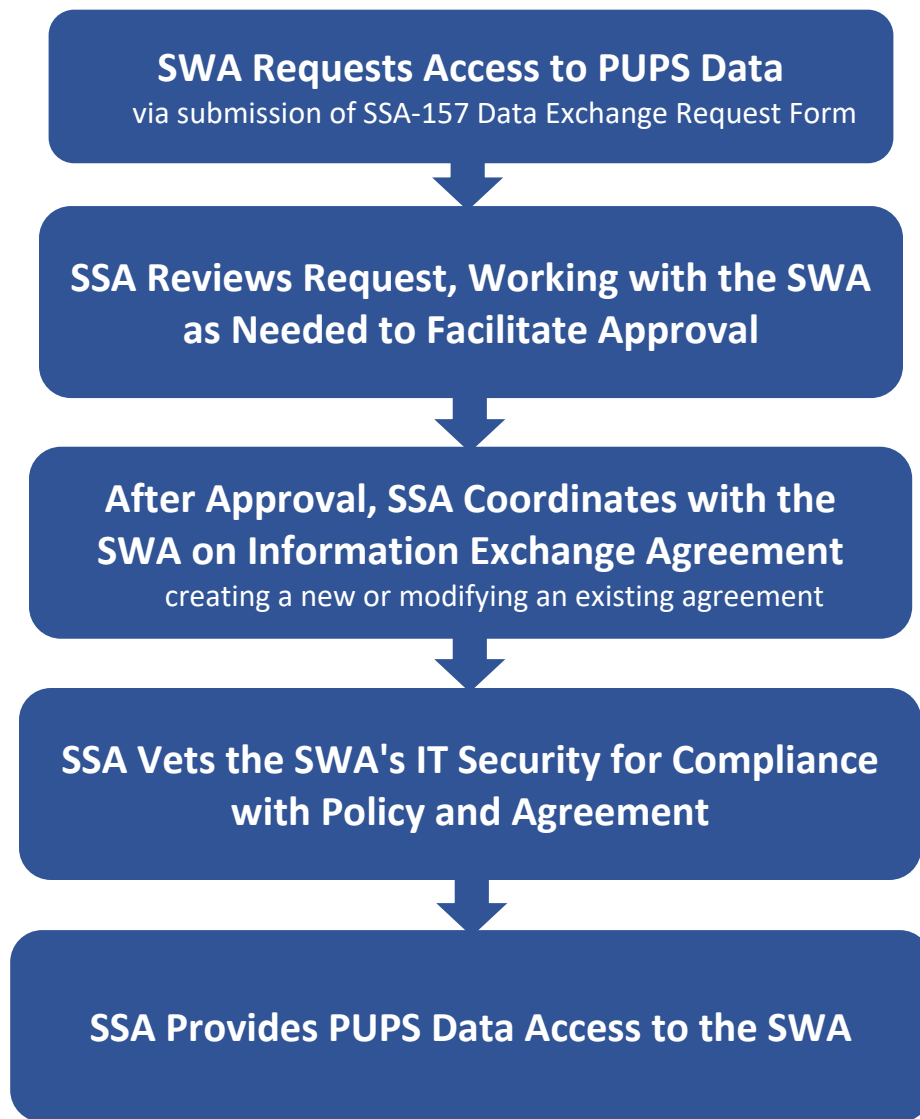 SWA Requests Access to PUPS Data
via submission of SSA-157 Data Exchange Request Form
SSA Reviews Request, Working with the SWA
as Needed to Facilitate Approval
After Approval, SSA Coordinates with the
SWA on Information Exchange Agreement
creating a new or modifying an existing agreement
SSA Vets the SWA's IT Security for Compliance
with Policy and Agreement
SSA Provides PUPS Data Access to the SWA